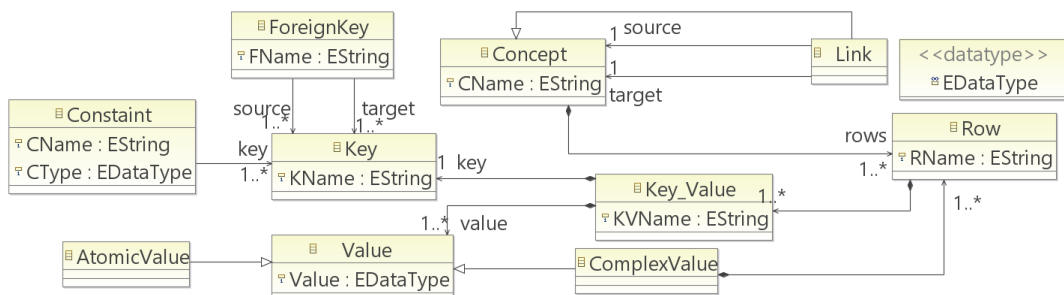 ForeignKey
FName : EString
Concept
CName : EString
1 source
1
target
Link
<<datatype>>
EDataType
source
1..*
target
1..*
Constaint
CName : EString
CType : EDataType
key
1..*
Key
KName : EString
1 key
rows
1..*
Row
RName : EString
Key_Value
KVName : EString
1..*
1..*
1..* value
AtomicValue
Value
Value : EDataType
ComplexValue